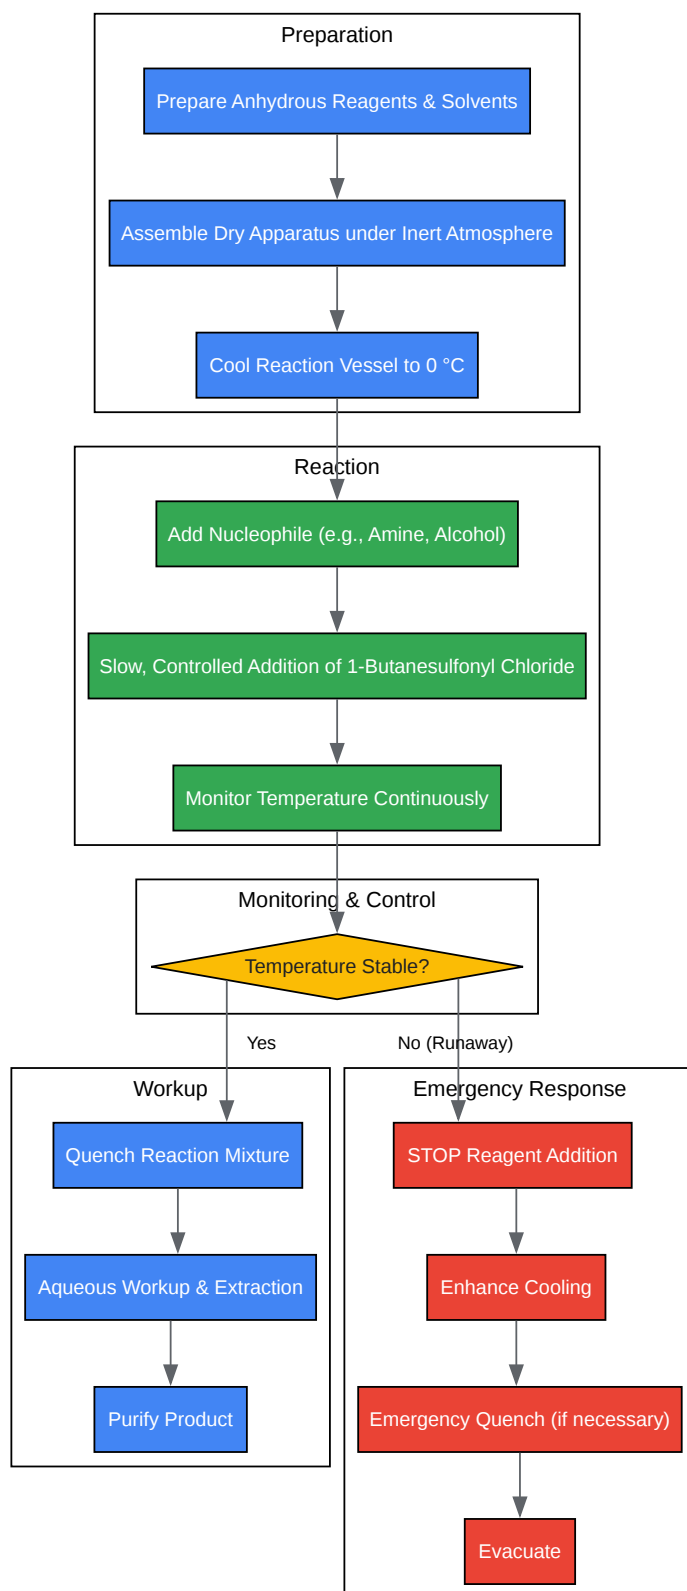 Preparation
Prepare Anhydrous Reagents & Solvents
Assemble Dry Apparatus under Inert Atmosphere
Cool Reaction Vessel to 0 °C
Reaction
Add Nucleophile (e.g., Amine, Alcohol)
Slow, Controlled Addition of 1-Butanesulfonyl Chloride
Monitor Temperature Continuously
Monitoring & Control
Temperature Stable?
Yes
No (Runaway)
Workup
Quench Reaction Mixture
Aqueous Workup & Extraction
Purify Product
Emergency Response
STOP Reagent Addition
Enhance Cooling
Emergency Quench (if necessary)
Evacuate